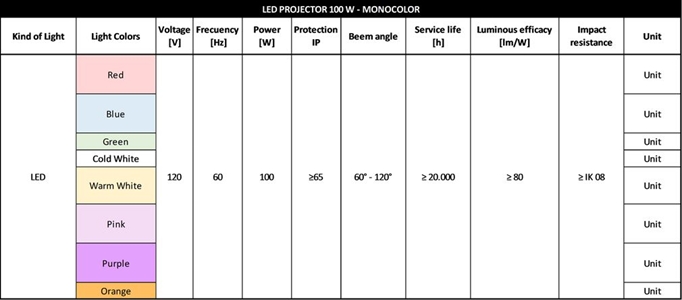 LED PROJECTOR 100 W - MONOCOLOR
Kind of Light Light Colors Voltage [V] Frecuency [Hz] Power [W] Protection IP Beem angle Service life [h] Luminous efficacy [lm/W] Impact resistance Unit
Red Unit
Blue Unit
Green Unit
Cold White Unit
LED Warm White 120 60 100 ≥65 60° - 120° ≥ 20.000 ≥ 80 ≥ IK 08 Unit
Pink Unit
Purple Unit
Orange Unit